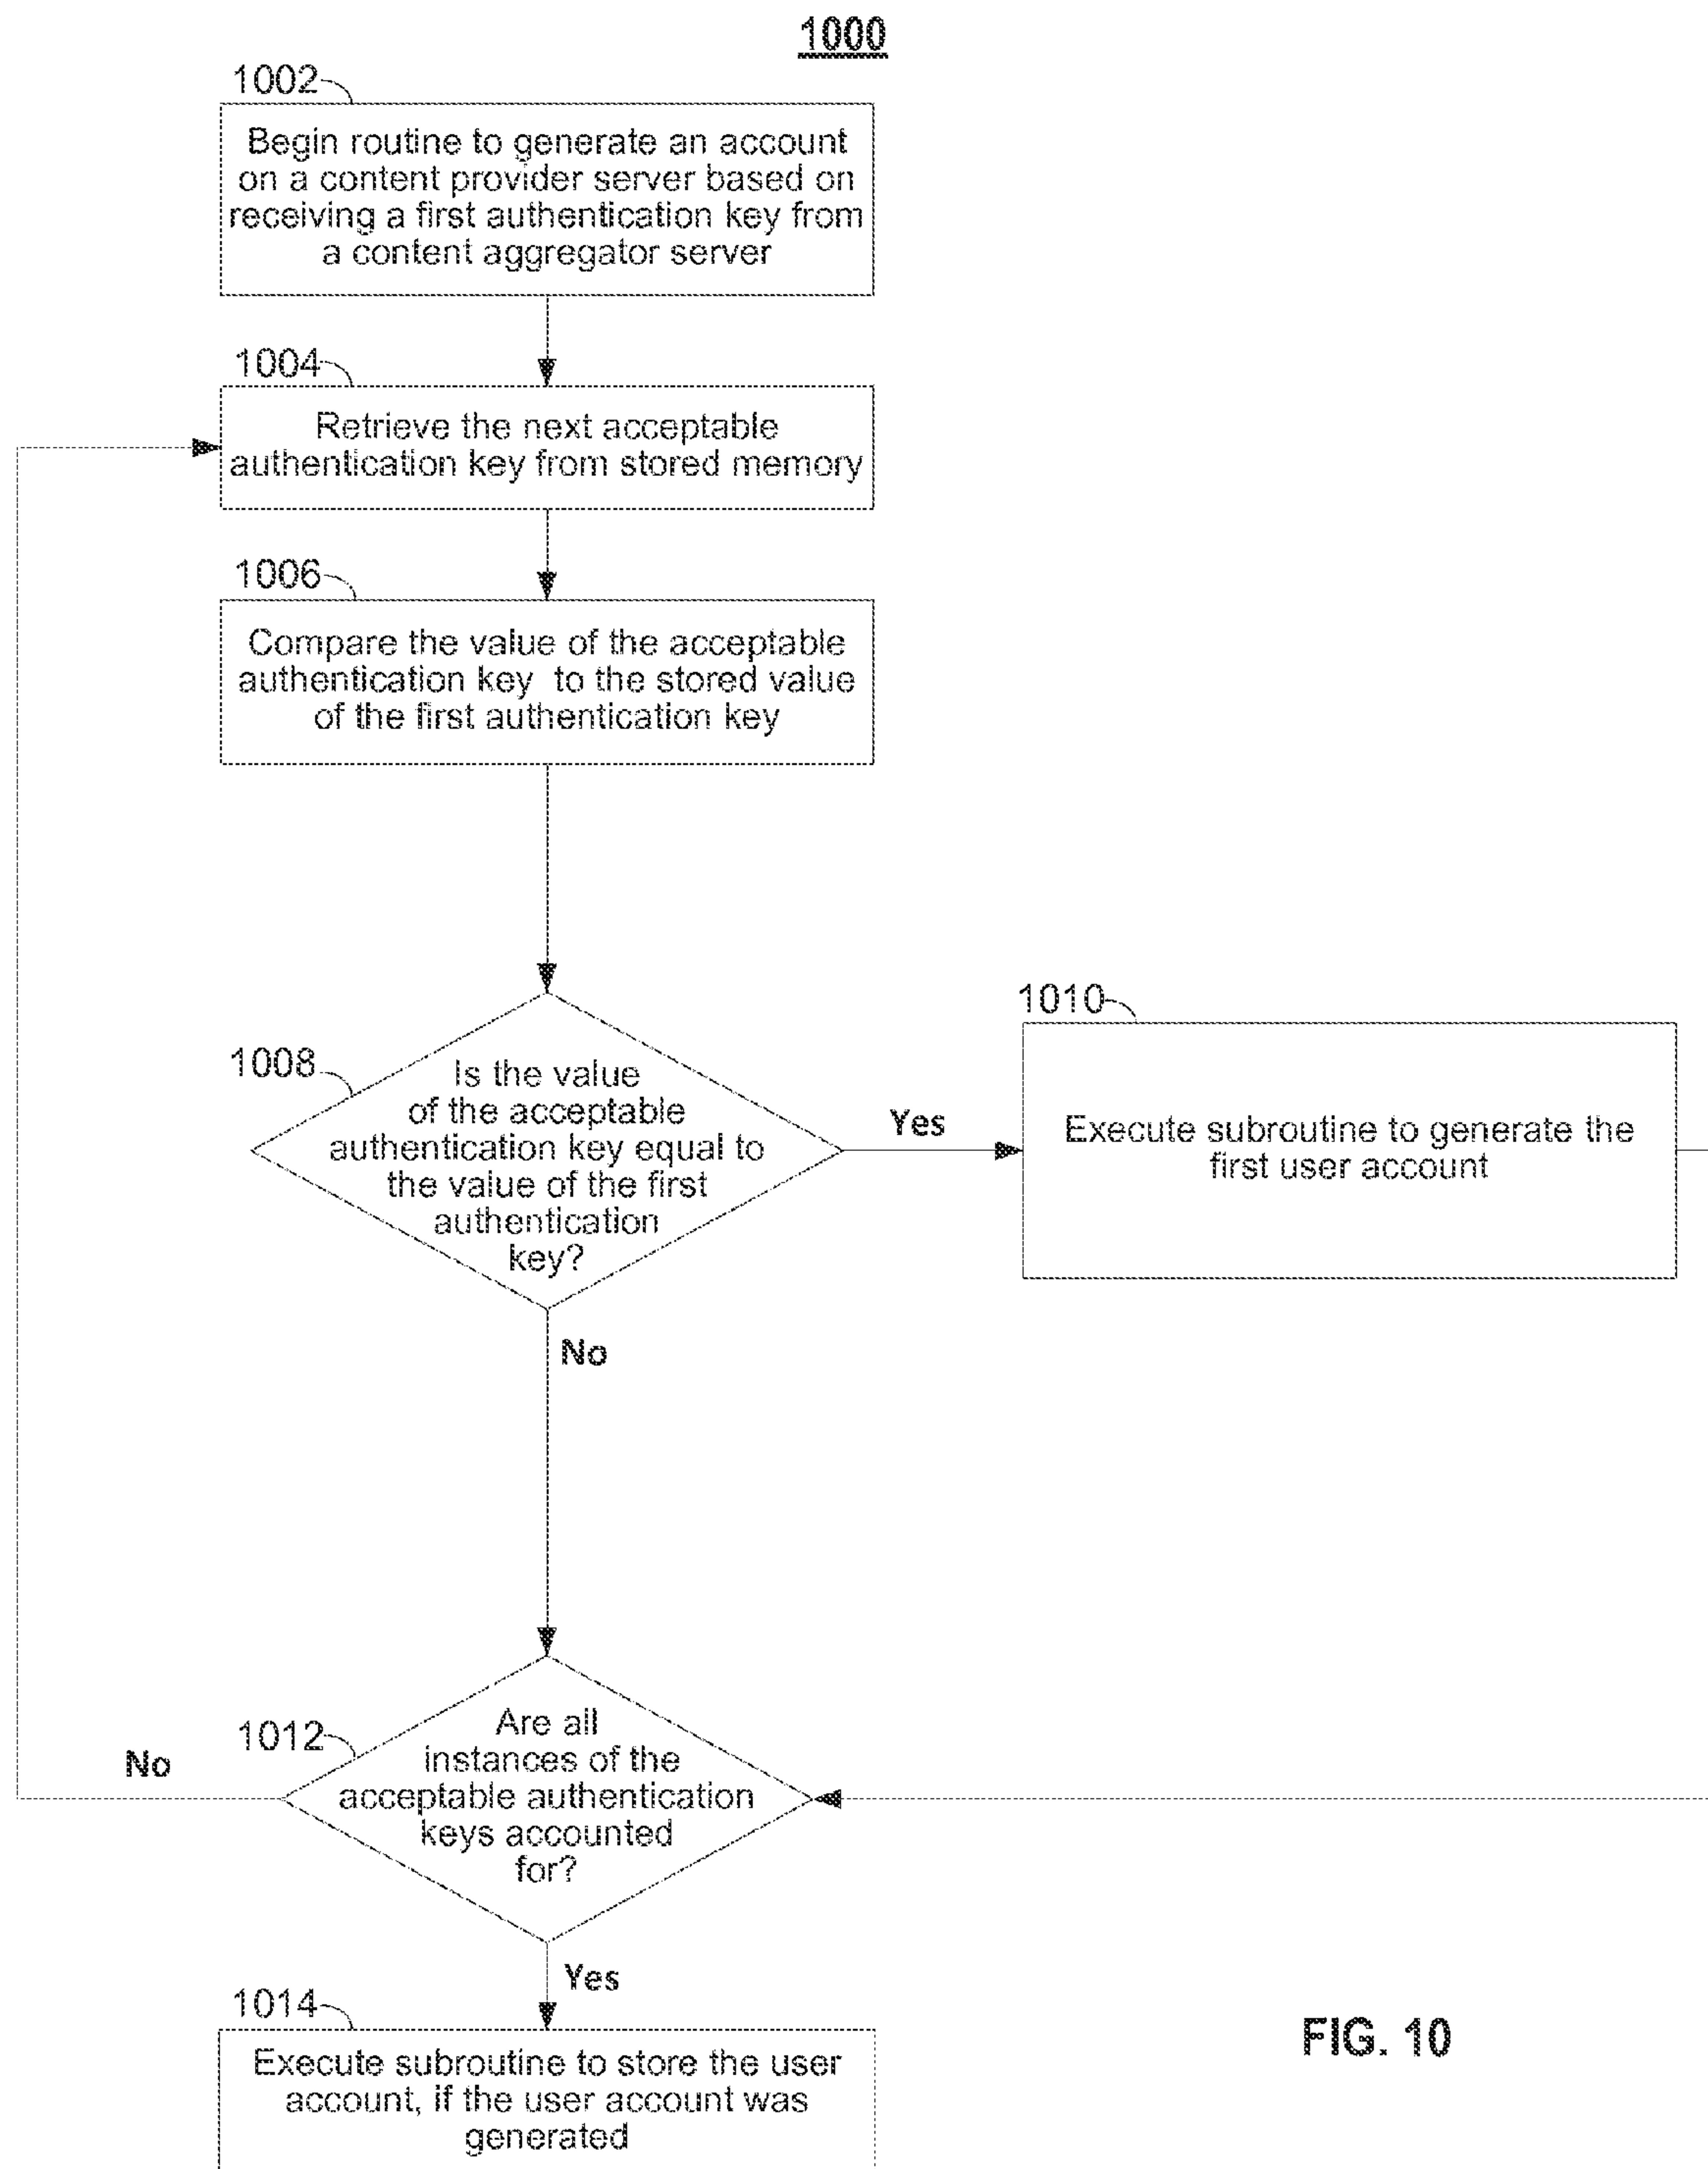 1000
1002
Begin routine to generate an account
on a content provider server based on
receiving a first authentication key from
a content aggregator server
1004
Retrieve the next acceptable
authentication key from stored memory
1006
Compare the value of the acceptable
authentication key to the stored value
of the first authentication key
1008
Is the value
of the acceptable
authentication key equal to
the value of the first
authentication
key?
Yes
1010
Execute subroutine to generate the
first user account
No
1012
Are all
instances of the
acceptable authentication
keys accounted
for?
No
Yes
1014
Execute subroutine to store the user
account, if the user account was
generated
FIG. 10